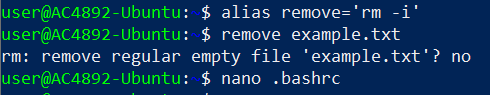 user@AC4892-Ubuntu:~$ alias remove='rm -i'
user@AC4892-Ubuntu:~$ remove example.txt
rm: remove regular empty file 'example.txt'? no
user@AC4892-Ubuntu:~$ nano .bashrc